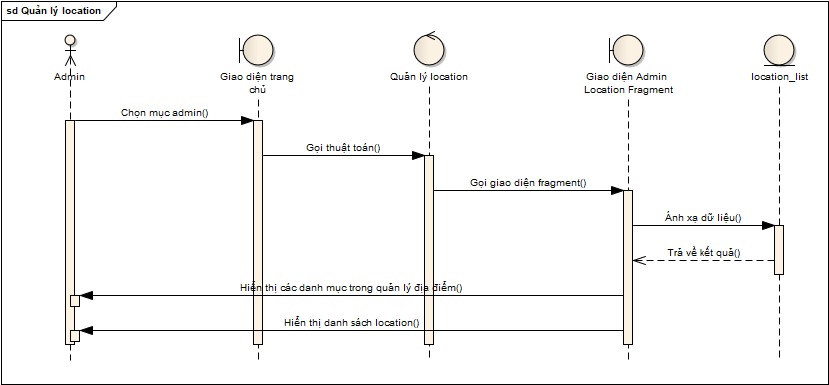 sd Quản lý location
Admin
Giao diện trang
chủ
Quản lý location
Giao diện Admin
Location Fragment
location_list
Chọn mục admin()
Gọi thuật toán()
Gọi giao diện fragment()
Ánh xạ dữ liệu()
Trả về kết quả()
Hiển thị các danh mục trong quản lý địa điểm()
Hiển thị danh sách location()